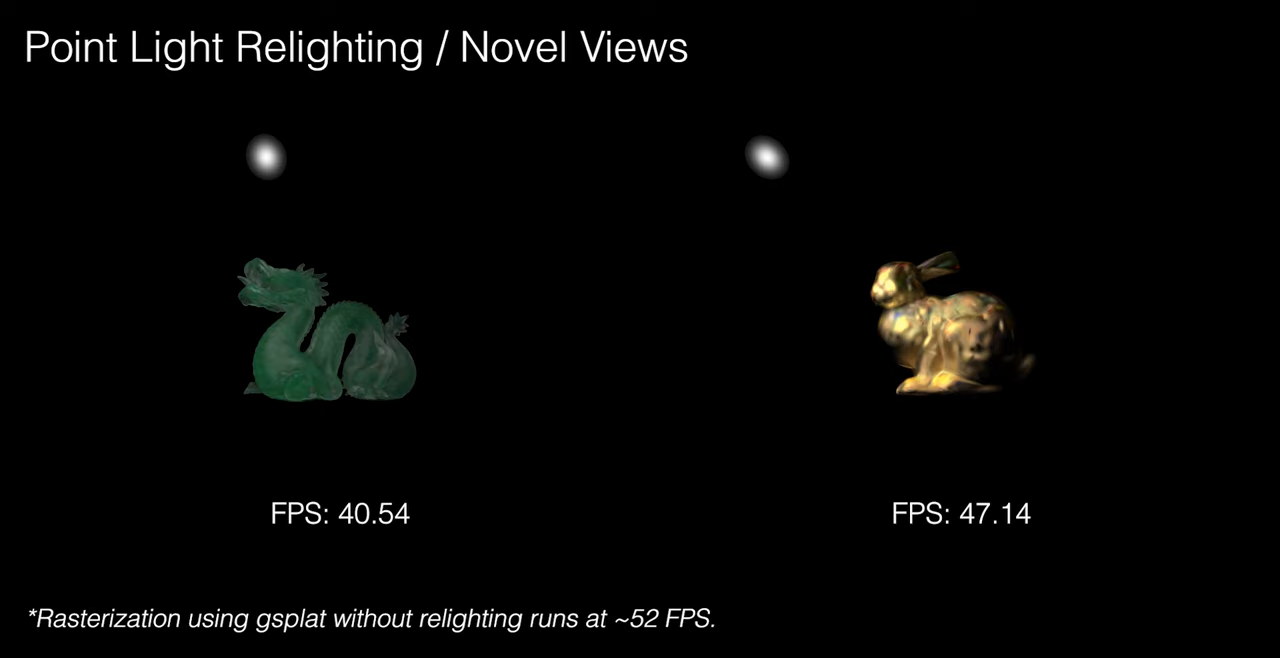 Point Light Relighting / Novel Views
FPS: 40.54
FPS: 47.14
*Rasterization using gsplat without relighting runs at ~52 FPS.